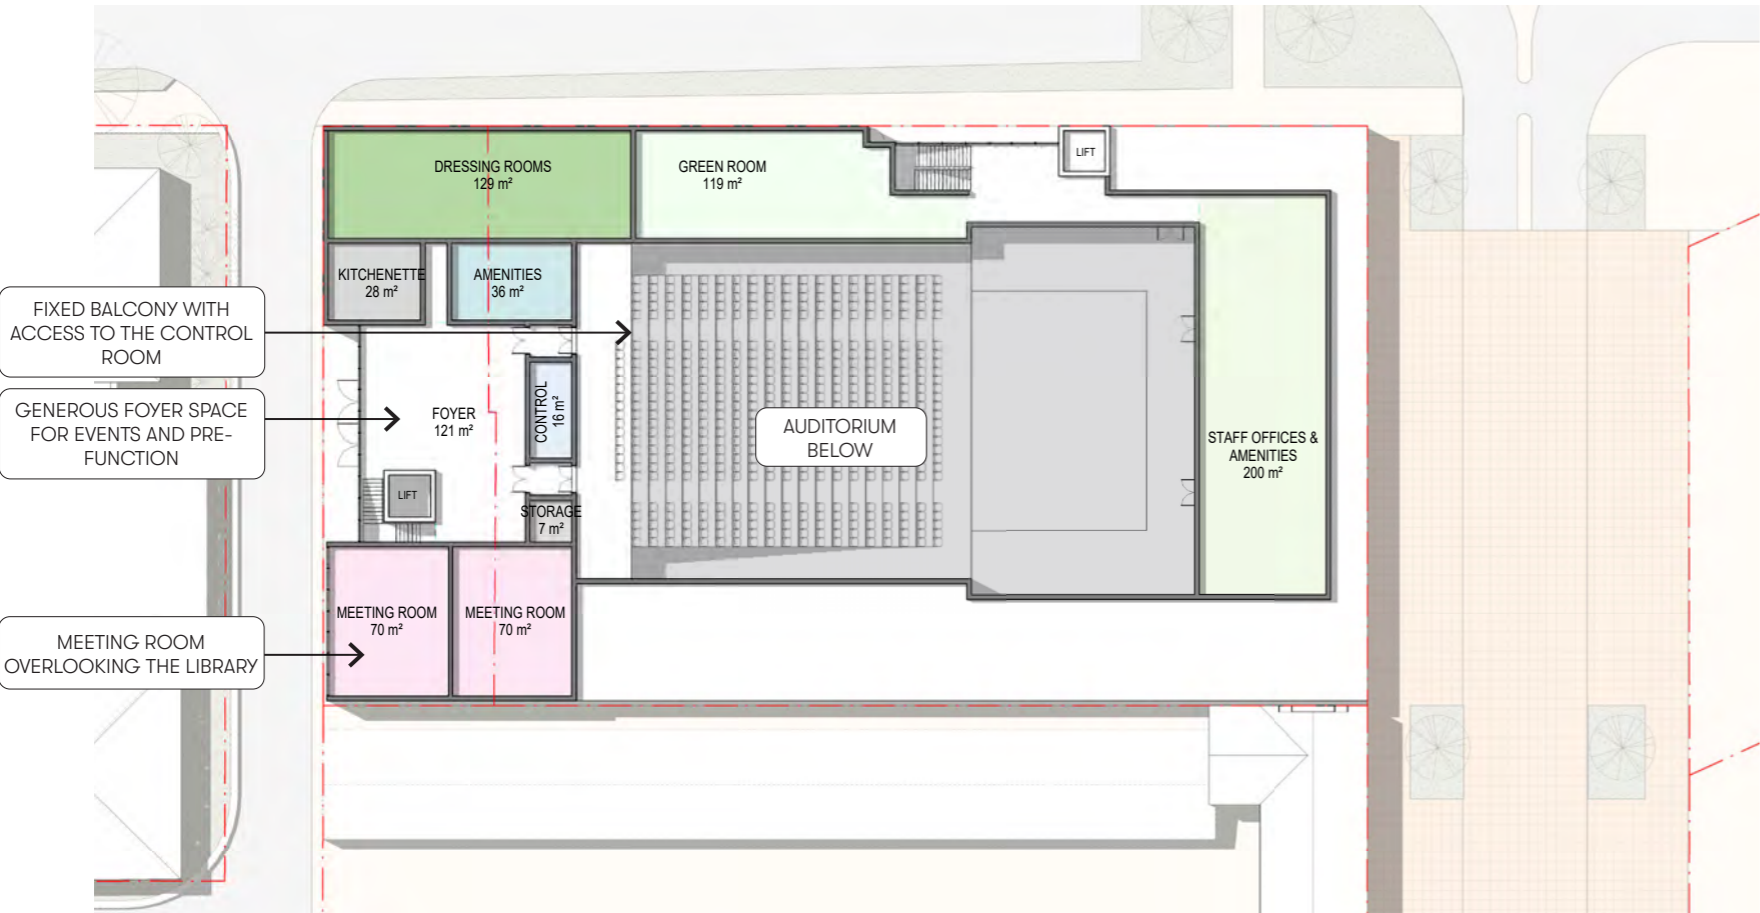 DRESSING ROOMS
129 m²
GREEN ROOM
119 m²
LIFT
KITCHENETTE
28 m²
AMENITIES
36 m²
FIXED BALCONY WITH
ACCESS TO THE CONTROL
ROOM
GENEROUS FOYER SPACE
FOR EVENTS AND PRE-
FUNCTION
FOYER
121 m²
CONTROL
16 m²
AUDITORIUM
BELOW
STAFF OFFICES &
AMENITIES
200 m²
LIFT
STORAGE
7 m²
MEETING ROOM
70 m²
MEETING ROOM
70 m²
MEETING ROOM
OVERLOOKING THE LIBRARY